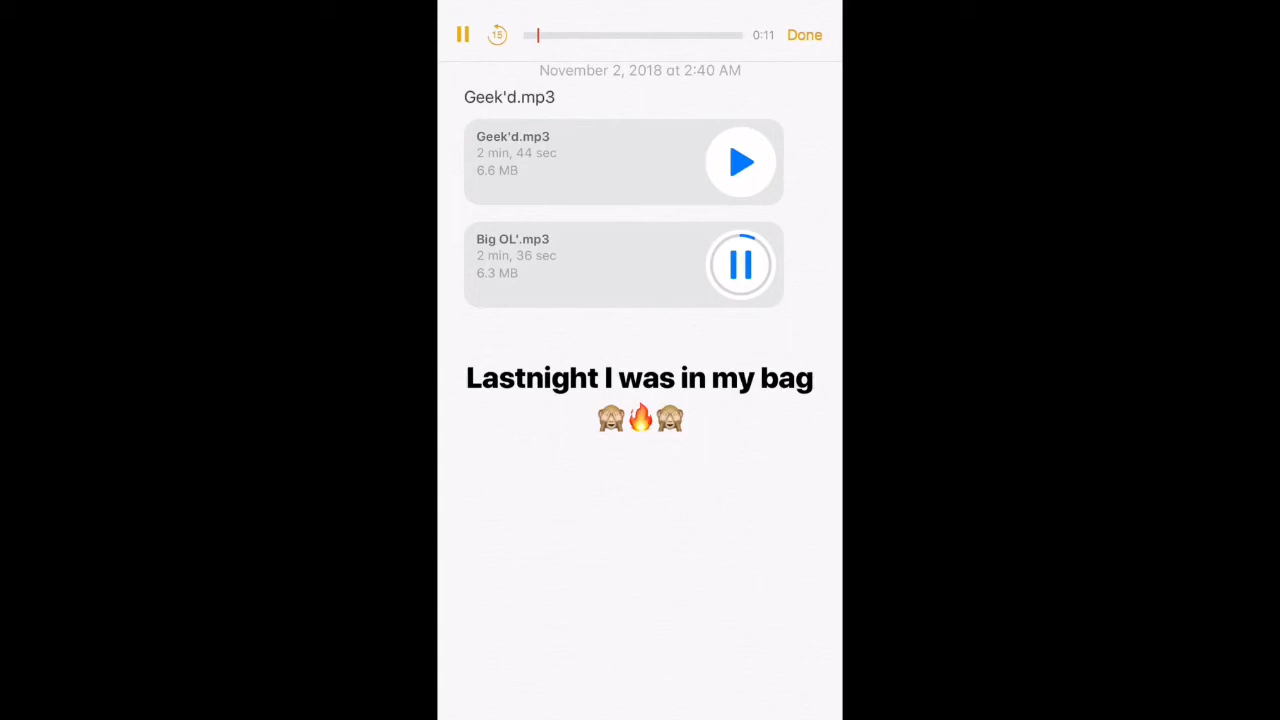 15 0:11 Done
November 2, 2018 at 2:40 AM
Geek'd.mp3
Geek'd.mp3
2 min, 44 sec
6.6 MB
Big OL'.mp3
2 min, 36 sec
6.3 MB
Lastnight I was in my bag
🙈🔥🙈